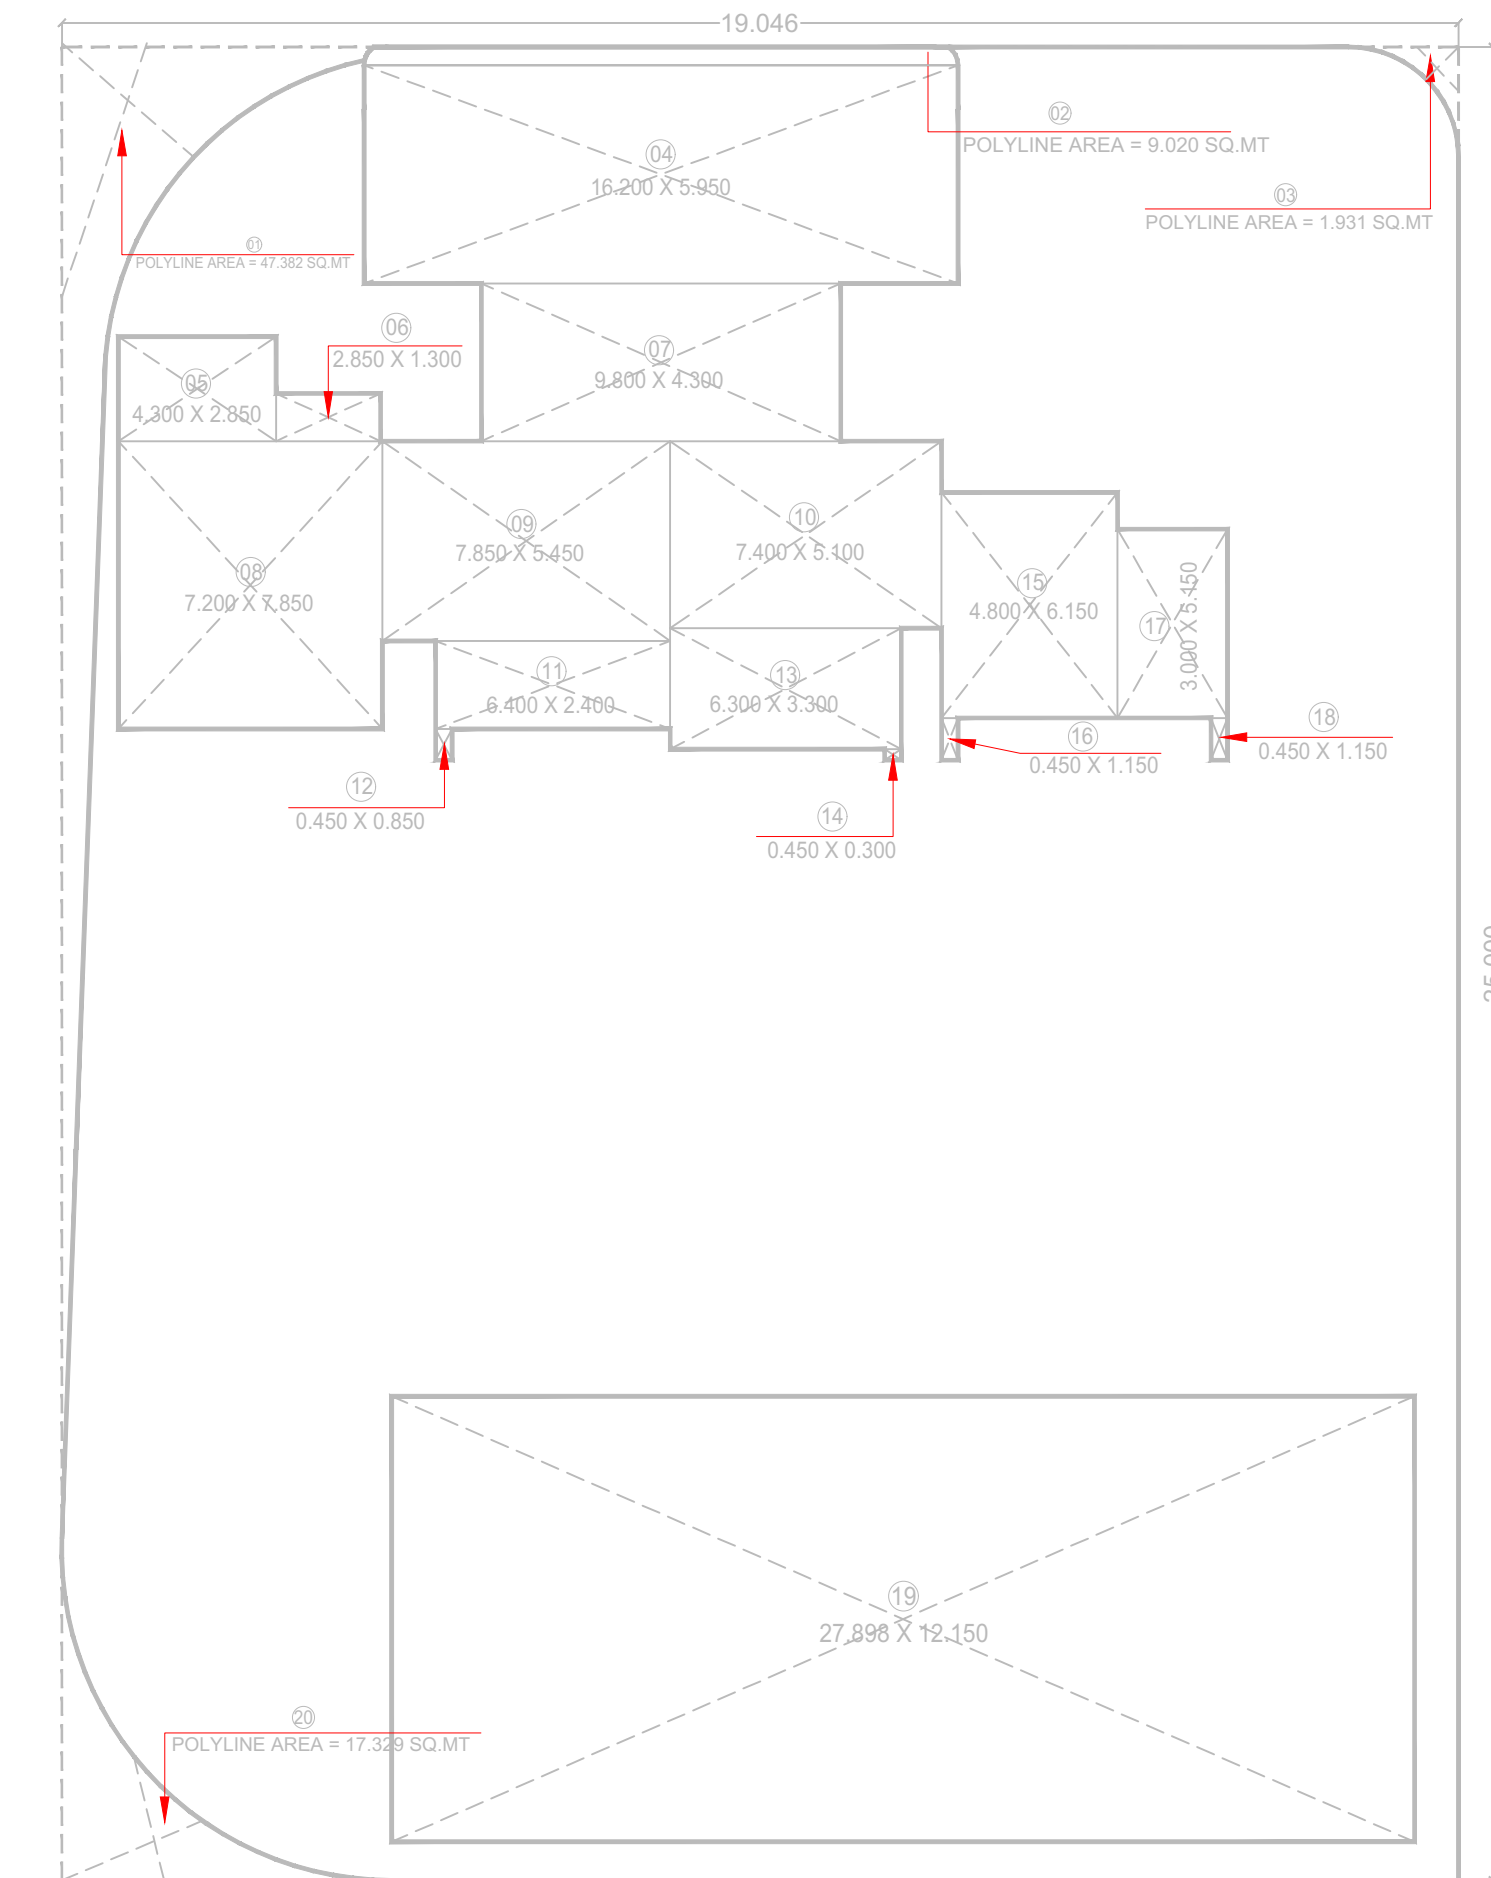 19.046
02
POLYLINE AREA = 9.020 SQ.MT
04
16.200 X 5.950
03
POLYLINE AREA = 1.931 SQ.MT
01
POLYLINE AREA = 47.382 SQ.MT
06
2.850 X 1.300
07
9.800 X 4.300
05
4.300 X 2.850
09
7.850 X 5.450
10
7.400 X 5.100
08
7.200 X 7.850
15
4.800 X 6.150
17
3.000 X 5.150
11
6.400 X 2.400
13
6.300 X 3.300
18
0.450 X 1.150
16
0.450 X 1.150
12
0.450 X 0.850
14
0.450 X 0.300
19
27.898 X 12.150
20
POLYLINE AREA = 17.329 SQ.MT